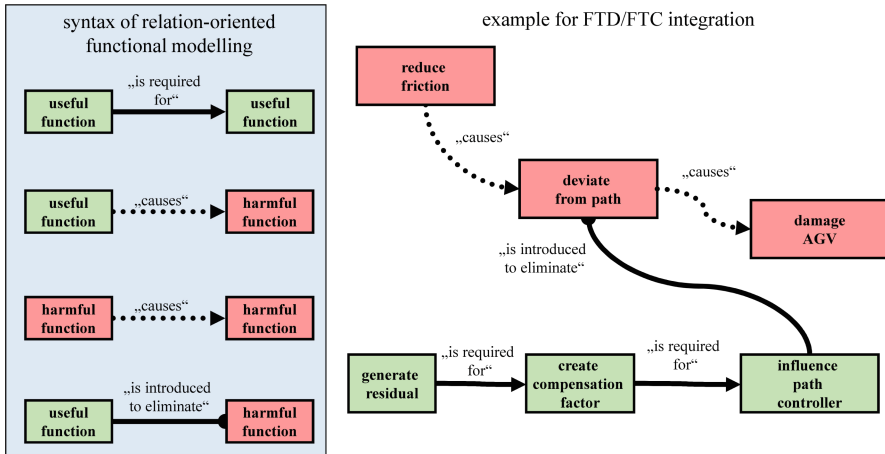 syntax of relation-oriented
functional modelling
„is required
for“
useful
function
useful
function
„causes“
useful
function
harmful
function
„causes“
harmful
function
harmful
function
„is introduced
to eliminate“
useful
function
harmful
function
example for FTD/FTC integration
reduce
friction
„causes“
deviate
from path
„causes“
damage
AGV
„is introduced
to eliminate“
generate
residual
„is required
for“
create
compensation
factor
„is required
for“
influence
path
controller